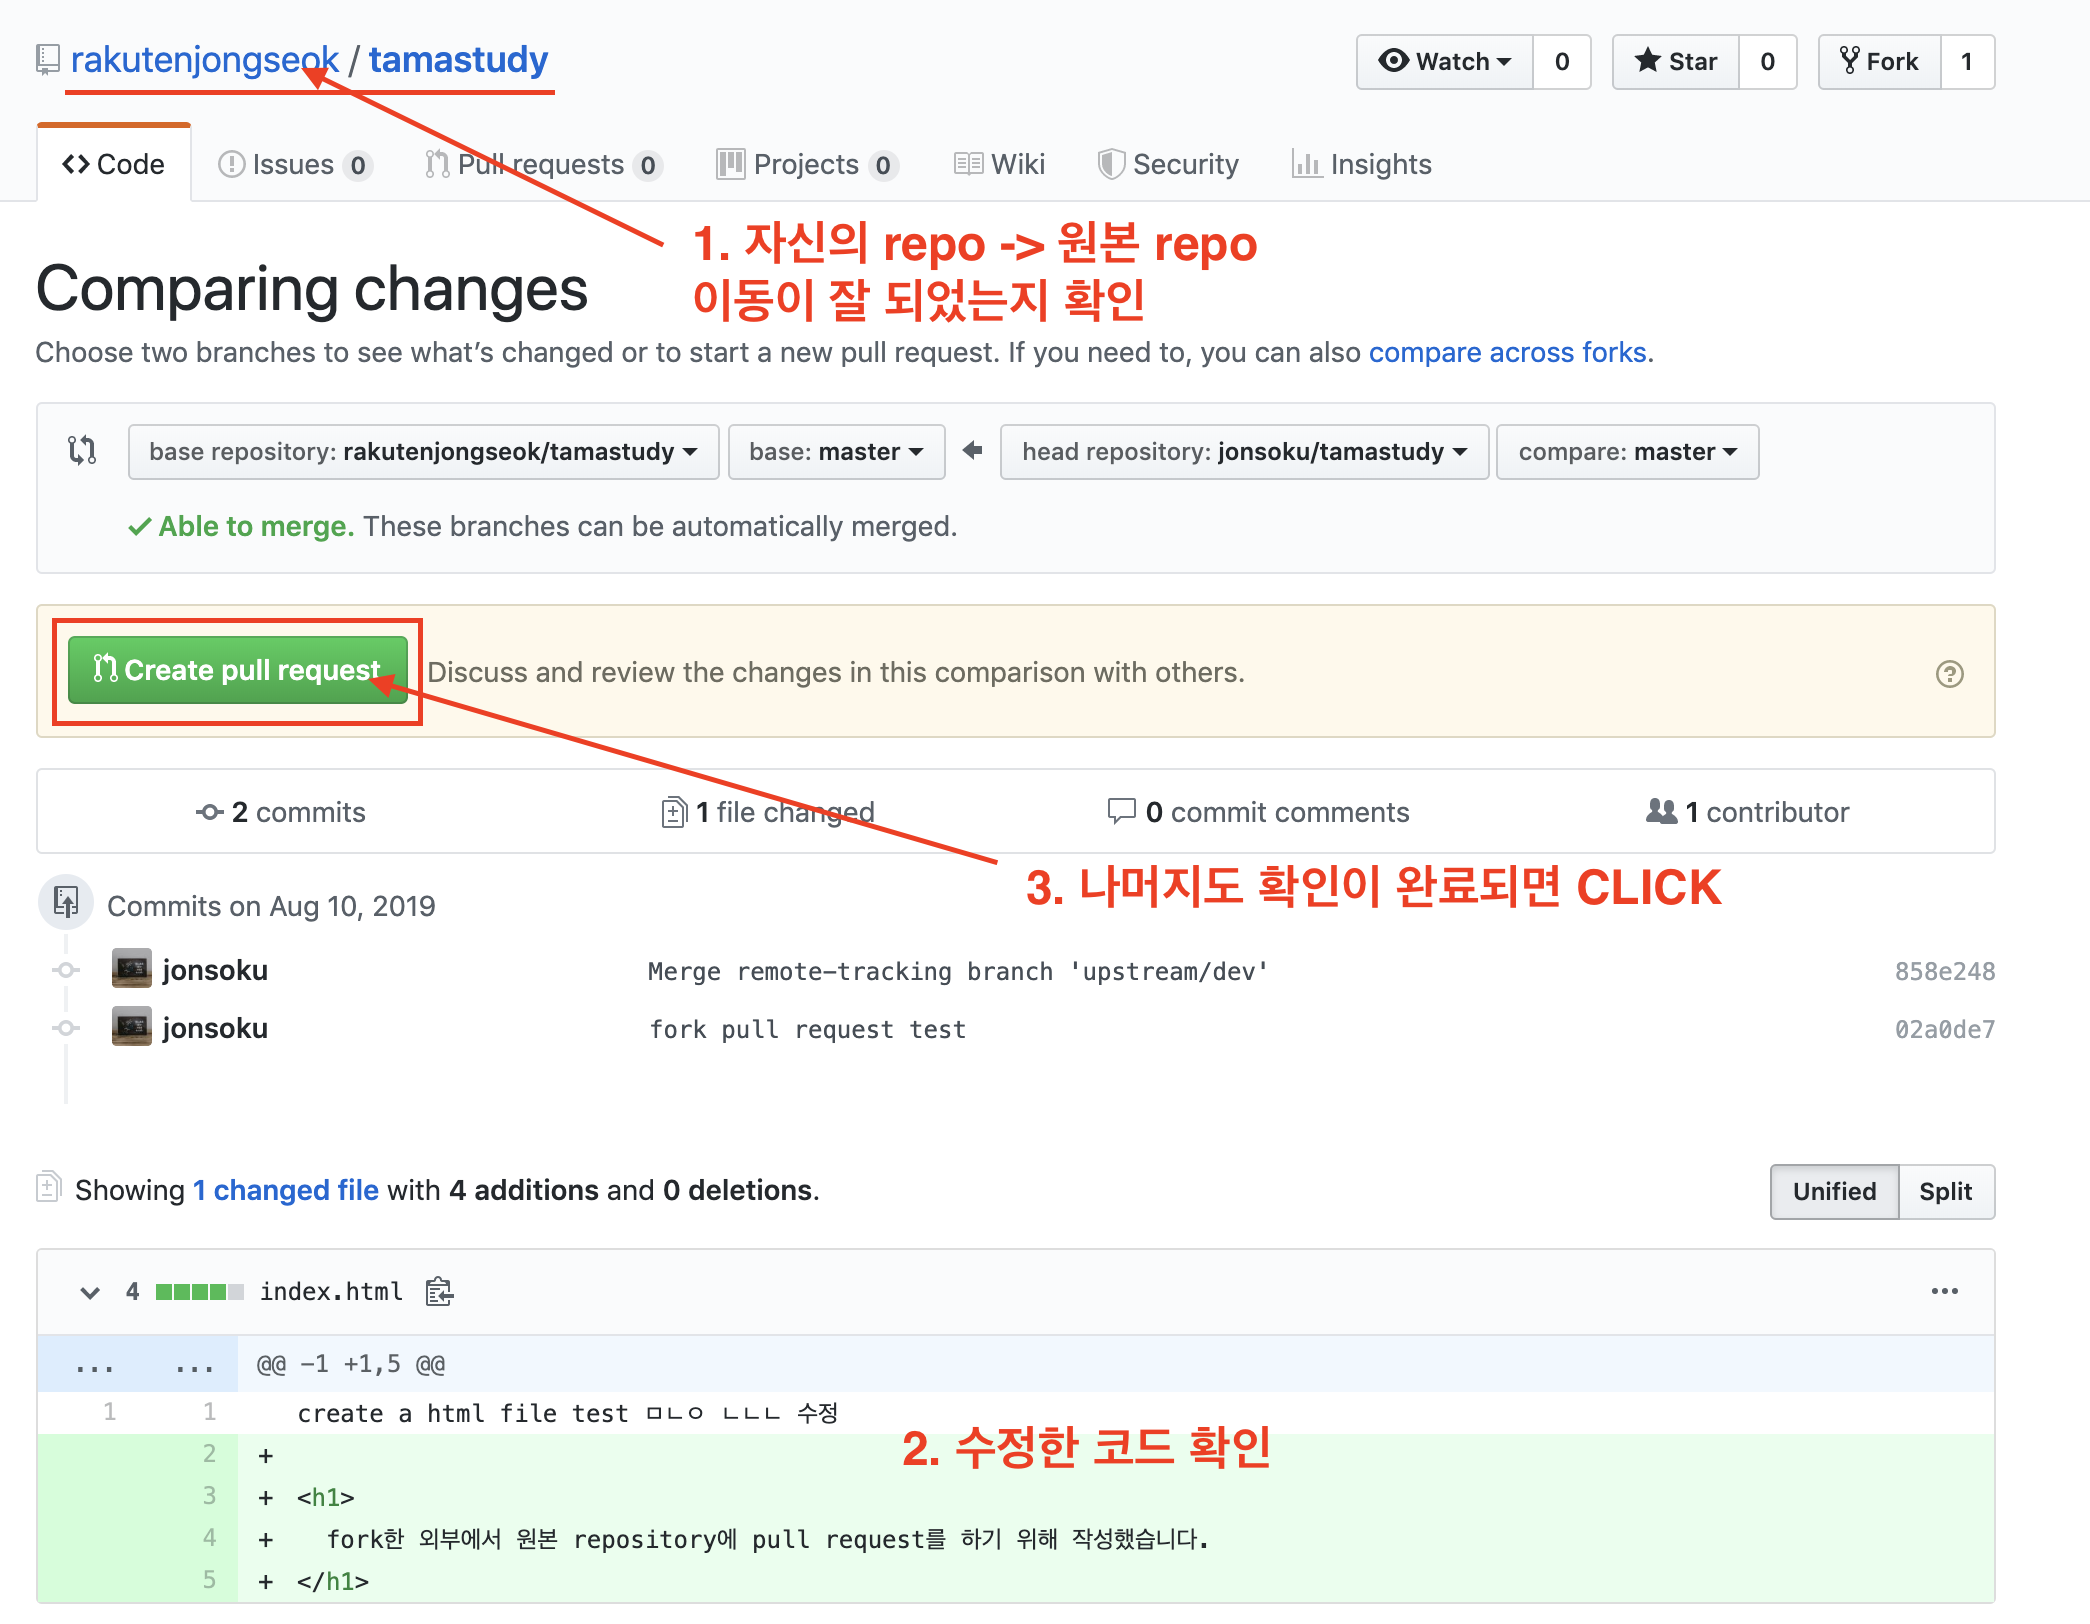 rakutenjongseok / tamastudy
Watch 0 Star 0 Fork 1
Code Issues 0 Pull requests 0 Projects 0 Wiki Security Insights
1. 자신의 repo -> 원본 repo
이동이 잘 되었는지 확인
Comparing changes
Choose two branches to see what's changed or to start a new pull request. If you need to, you can also compare across forks.
base repository: rakutenjongseok/tamastudy base: master head repository: jonsoku/tamastudy compare: master
Able to merge. These branches can be automatically merged.
Create pull request Discuss and review the changes in this comparison with others.
2 commits 1 file changed 0 commit comments 1 contributor
3. 나머지도 확인이 완료되면 CLICK
Commits on Aug 10, 2019
jonsoku Merge remote-tracking branch 'upstream/dev' 858e248
jonsoku fork pull request test 02a0de7
Showing 1 changed file with 4 additions and 0 deletions.
Unified Split
4 index.html
... ... @@ -1 +1,5 @@
1 1 create a html file test ㅁㄴㅇ ㄴㄴㄴ 수정
2. 수정한 코드 확인
2 +
3 + <h1>
4 + fork한 외부에서 원본 repository에 pull request를 하기 위해 작성했습니다.
5 + </h1>